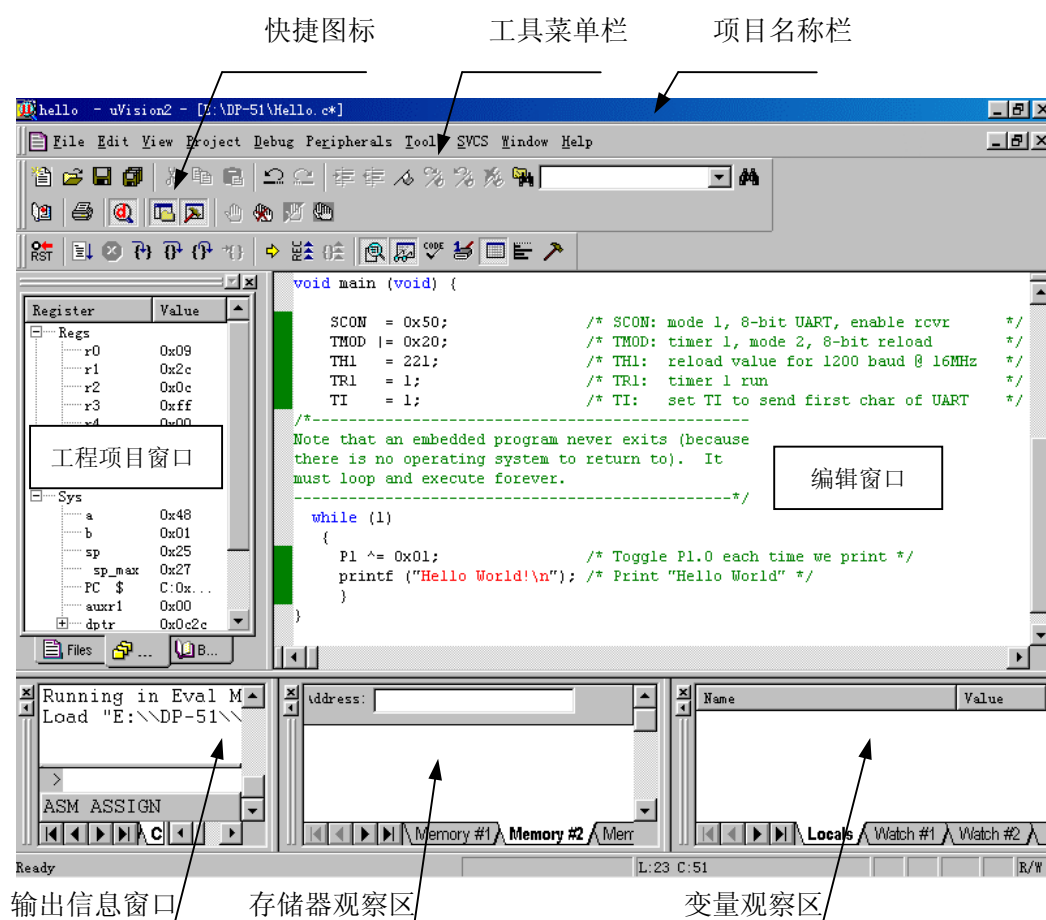 快捷图标 工具菜单栏 项目名称栏
hello - uVision2 - [E:\DP-51\Hello.c*]
File Edit View Project Debug Peripherals Tools SVCS Window Help
RST CODE
Register Value
Regs
r0 0x09
r1 0x2c
r2 0x0c
r3 0xff
r4 0x00
工程项目窗口
Sys
a 0x48
b 0x01
sp 0x25
sp_max 0x27
PC $ C:0x...
auxr1 0x00
dptr 0x0c2c
Files ... B...
void main (void) {
SCON = 0x50; /* SCON: mode 1, 8-bit UART, enable rcvr */
TMOD |= 0x20; /* TMOD: timer 1, mode 2, 8-bit reload */
TH1 = 221; /* TH1: reload value for 1200 baud @ 16MHz */
TR1 = 1; /* TR1: timer 1 run */
TI = 1; /* TI: set TI to send first char of UART */
/*------------------------------------------------
Note that an embedded program never exits (because
there is no operating system to return to). It
must loop and execute forever.
------------------------------------------------*/
while (1)
{
P1 ^= 0x01; /* Toggle P1.0 each time we print */
printf ("Hello World!\n"); /* Print "Hello World" */
}
}
编辑窗口
Running in Eval M
Load "E:\\DP-51\\
>
ASM ASSIGN
C
Address:
Memory #1 Memory #2 Mem
Name Value
Locals Watch #1 Watch #2
Ready L:23 C:51 R/W
输出信息窗口 存储器观察区 变量观察区